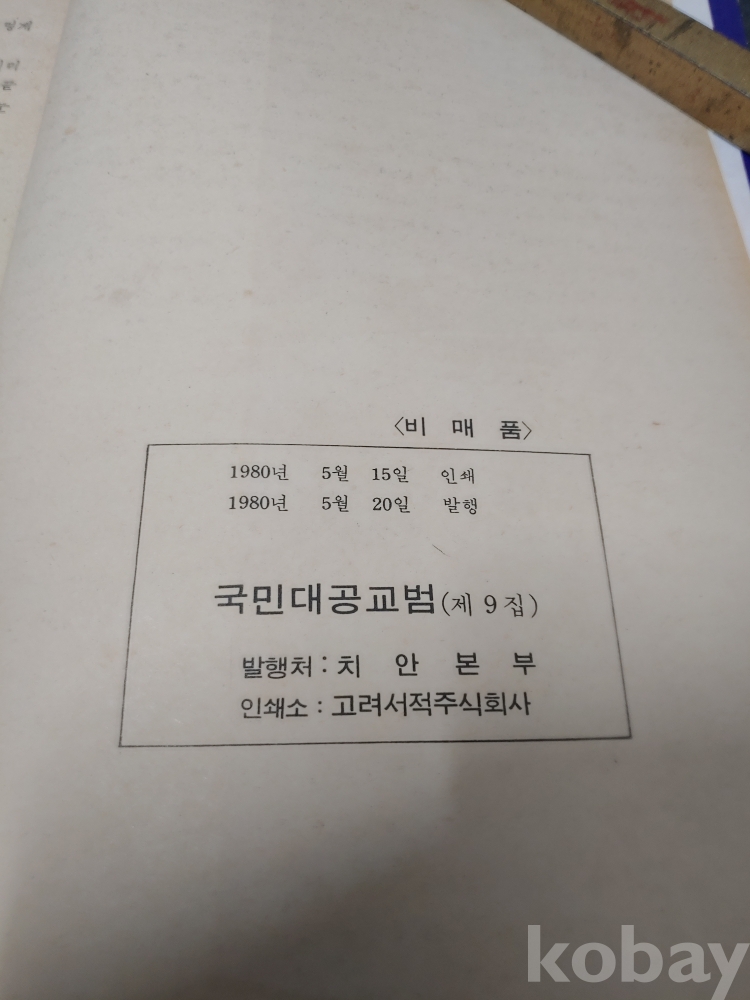 〈비 매 품〉
1980년 5월 15일 인쇄
1980년 5월 20일 발행
국민대공교범(제 9 집)
발행처 : 치 안 본 부
인쇄소 : 고려서적주식회사
kobay